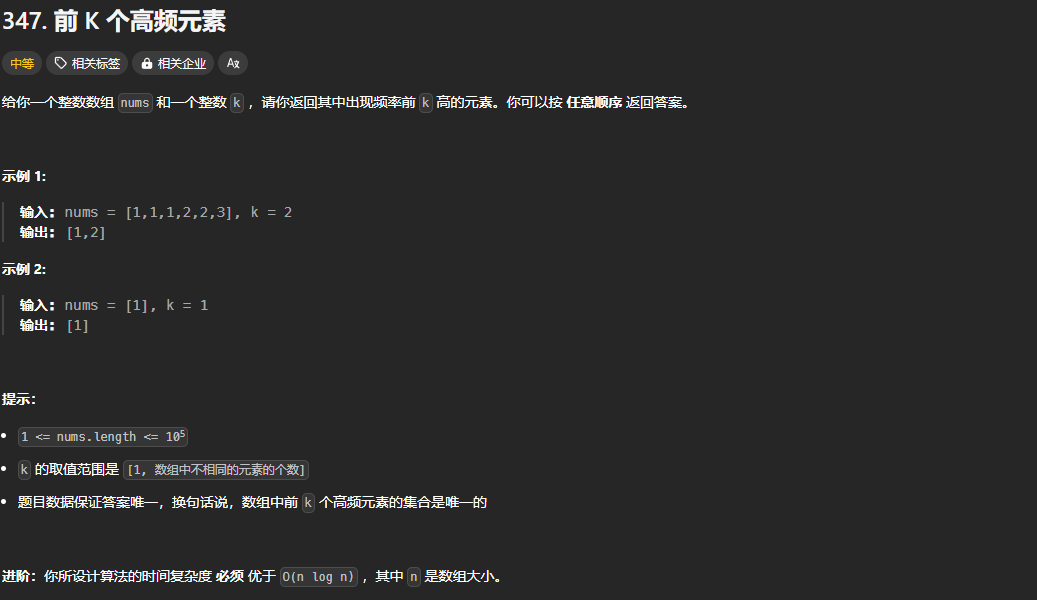 347. 前 K 个高频元素
中等 相关标签 相关企业 Aあ
给你一个整数数组 nums 和一个整数 k ，请你返回其中出现频率前 k 高的元素。你可以按 任意顺序 返回答案。
示例 1:
输入: nums = [1,1,1,2,2,3], k = 2
输出: [1,2]
示例 2:
输入: nums = [1], k = 1
输出: [1]
提示：
1 <= nums.length <= 10⁵
k 的取值范围是 [1, 数组中不相同的元素的个数]
题目数据保证答案唯一，换句话说，数组中前 k 个高频元素的集合是唯一的
进阶：你所设计算法的时间复杂度 必须 优于 O(n log n) ，其中 n 是数组大小。